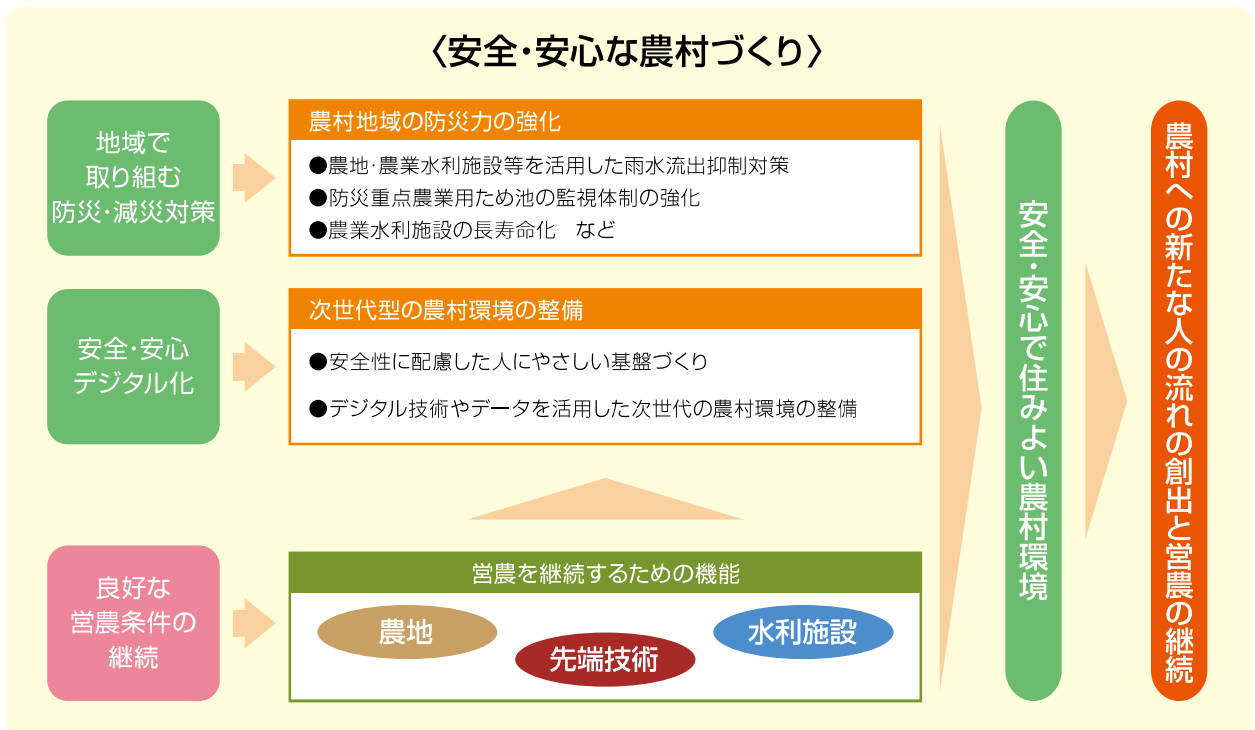 〈安全・安心な農村づくり〉
地域で
取り組む
防災・減災対策
農村地域の防災力の強化
●農地・農業水利施設等を活用した雨水流出抑制対策
●防災重点農業用ため池の監視体制の強化
●農業水利施設の長寿命化　など
安全・安心
デジタル化
次世代型の農村環境の整備
●安全性に配慮した人にやさしい基盤づくり
●デジタル技術やデータを活用した次世代の農村環境の整備
良好な
営農条件の
継続
営農を継続するための機能
農地
先端技術
水利施設
安全・安心で住みよい農村環境
農村への新たな人の流れの創出と営農の継続